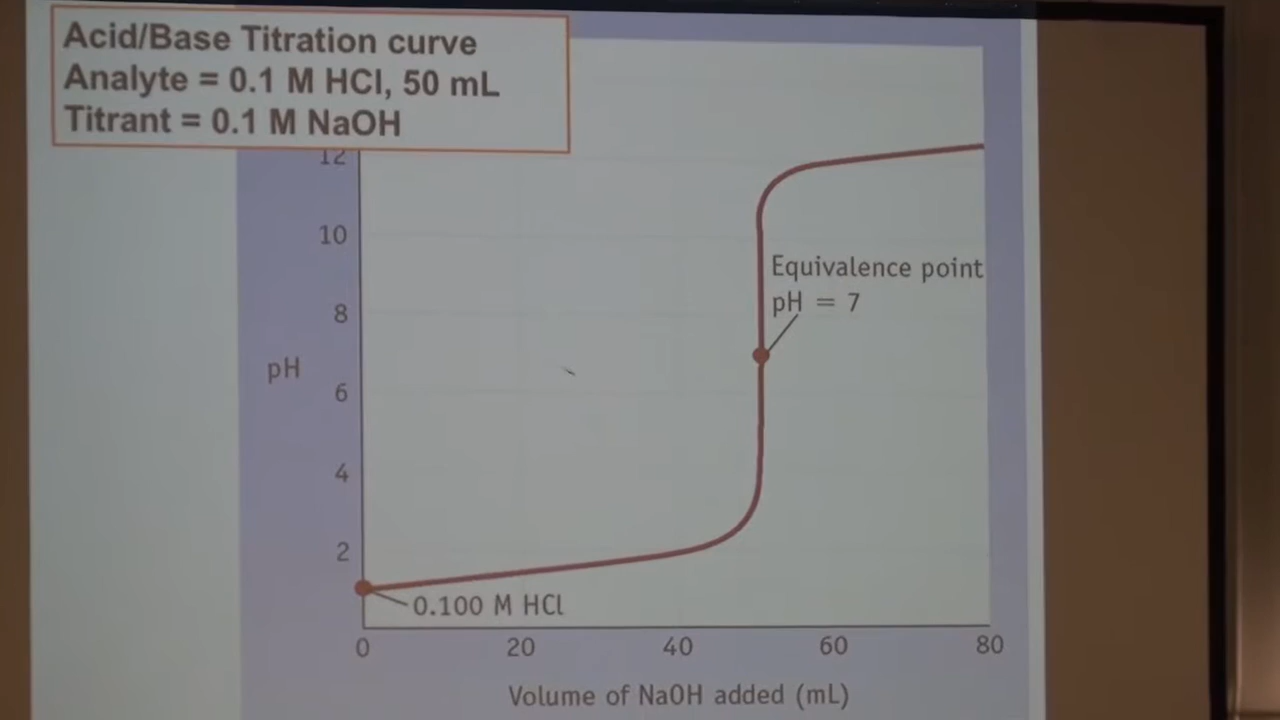 Acid/Base Titration curve
Analyte = 0.1 M HCl, 50 mL
Titrant = 0.1 M NaOH
12
10
8
6
4
2
pH
Equivalence point
pH = 7
0.100 M HCl
0 20 40 60 80
Volume of NaOH added (mL)